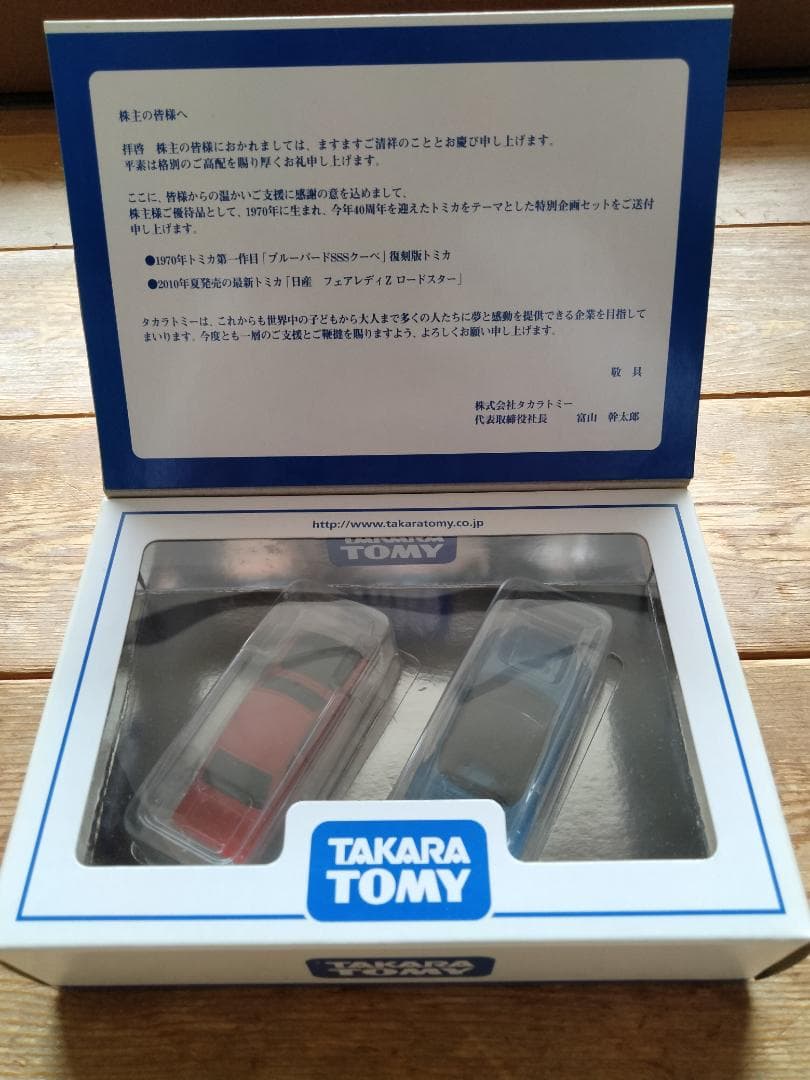 株主の皆様へ
拝啓　株主の皆様におかれましては、ますますご清祥のこととお慶び申し上げます。
平素は格別のご高配を賜り厚くお礼申し上げます。
ここに、皆様からの温かいご支援に感謝の意を込めまして、
株主様ご優待品として、1970年に生まれ、今年40周年を迎えたトミカをテーマとした特別企画セットをご送付
申し上げます。
●1970年トミカ第一作目「ブルーバードSSSクーペ」復刻版トミカ
●2010年夏発売の最新トミカ「日産　フェアレディZ ロードスター」
タカラトミーは、これからも世界中の子どもから大人まで多くの人たちに夢と感動を提供できる企業を目指して
まいります。今度とも一層のご支援とご鞭撻を賜りますよう、よろしくお願い申し上げます。
敬　具
株式会社タカラトミー
代表取締役社長　　富山　幹太郎
http://www.takaratomy.co.jp
TAKARA
TOMY
TAKARA
TOMY
TAKARA
TOMY